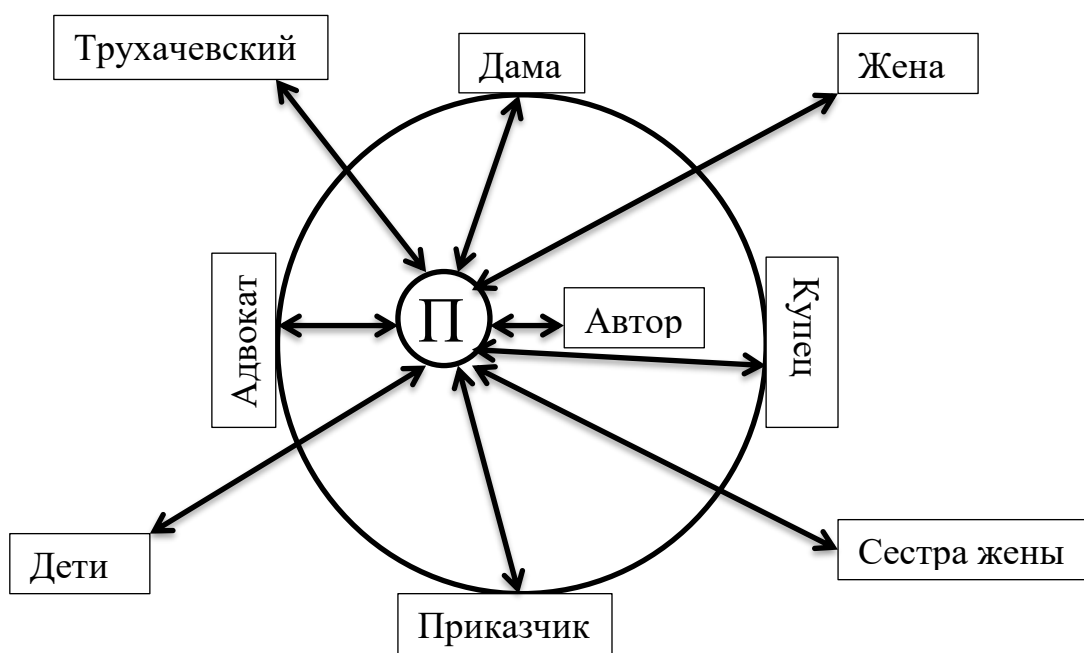 Трухачевский
Дама
Жена
Адвокат
П
Автор
Купец
Дети
Приказчик
Сестра жены